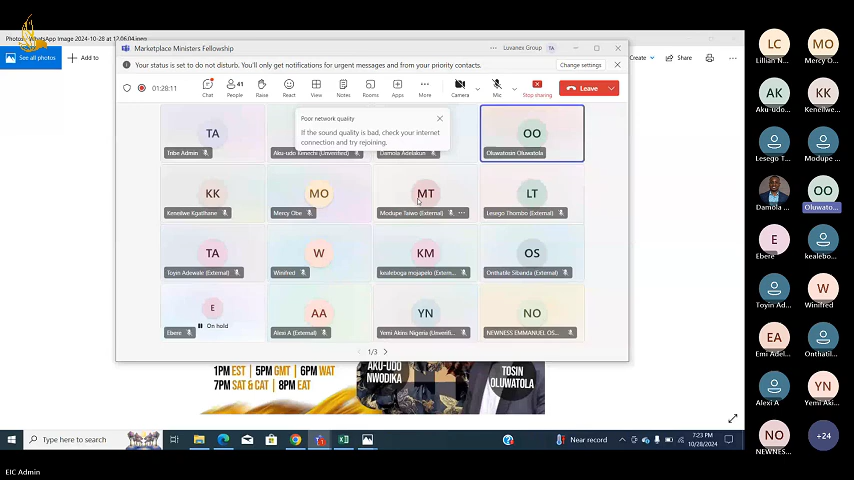 Photos - WhatsApp Image 2024-10-28 at 12.06.04.jpeg
See all photos
Add to
Create
Share
Marketplace Ministers Fellowship
Luvanex Group
TA
Your status is set to do not disturb. You'll only get notifications for urgent messages and from your priority contacts.
Change settings
01:28:11
41
Chat
People
Raise
React
View
Notes
Rooms
Apps
More
Camera
Mic
Stop sharing
Leave
Poor network quality
If the sound quality is bad, check your internet
connection and try rejoining.
TA
Tribe Admin
Aku-udo Kenechi (Unverified)
Damola Adelakun
OO
Oluwatosin Oluwatola
KK
Keneilwe Kgatlhane
MO
Mercy Obe
MT
Modupe Taiwo (External)
LT
Lesego Thombo (External)
TA
Toyin Adewale (External)
W
Winifred
KM
kealeboga mojapelo (Extern...
OS
Onthatile Sibanda (External)
E
On hold
Ebere
AA
Alexi A (External)
YN
Yemi Akins Nigeria (Unverifi...
NO
NEWNESS EMMANUEL OS...
1/3
1PM EST | 5PM GMT | 6PM WAT
7PM SAT & CAT | 8PM EAT
AKU-UDO
NWODIKA
TOSIN
OLUWATOLA
Type here to search
Near record
7:23 PM
10/28/2024
EIC Admin
LC
Lillian N...
MO
Mercy O...
AK
Aku-udo...
KK
Keneilw...
Lesego T...
Modupe ...
Damola ...
OO
Oluwato...
E
Ebere
kealebo...
Toyin Ad...
W
Winifred
EA
Emi Adel...
Onthatil...
Alexi A
YN
Yemi Aki...
NO
NEWNES...
+24